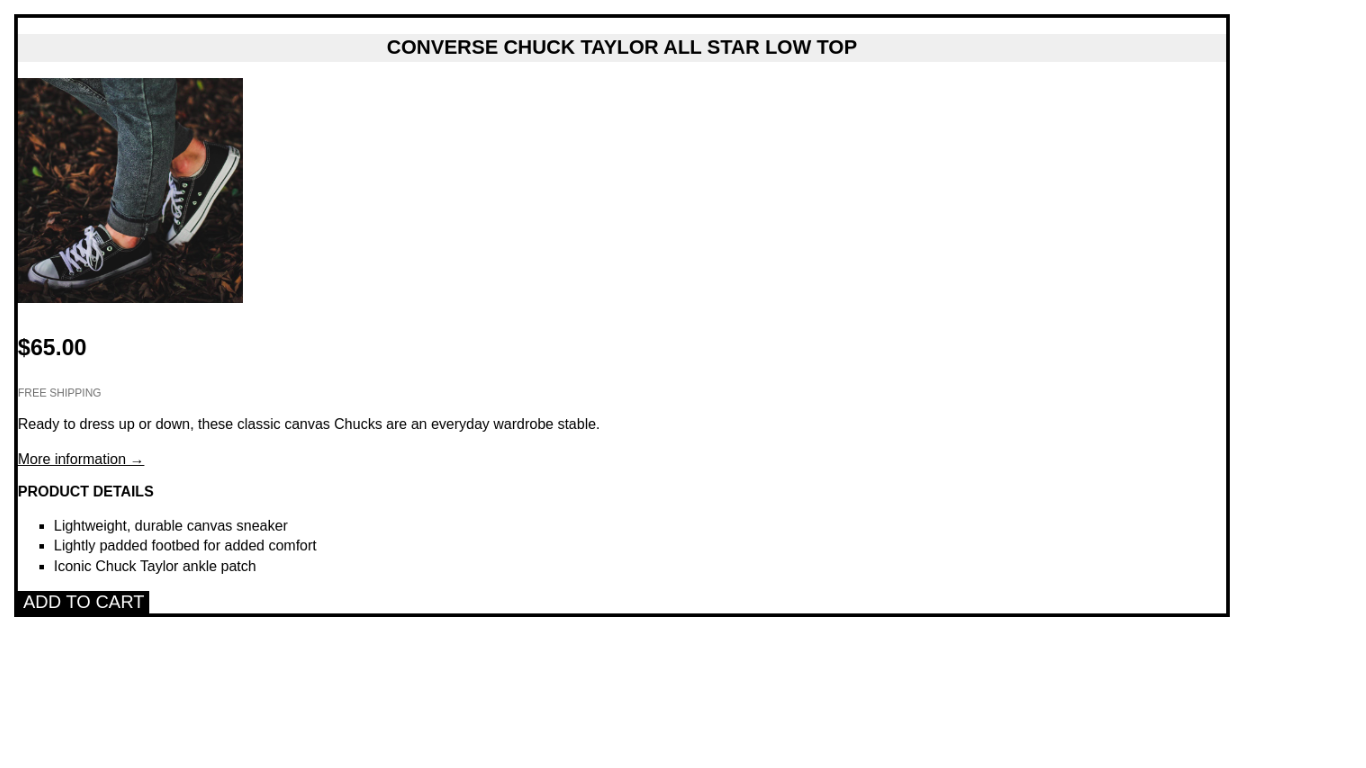 CONVERSE CHUCK TAYLOR ALL STAR LOW TOP
$65.00
FREE SHIPPING
Ready to dress up or down, these classic canvas Chucks are an everyday wardrobe stable.
More information →
PRODUCT DETAILS
Lightweight, durable canvas sneaker
Lightly padded footbed for added comfort
Iconic Chuck Taylor ankle patch
ADD TO CART